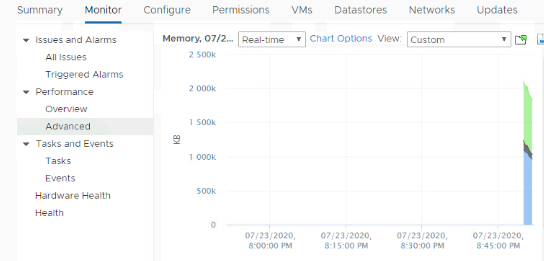 Summary Monitor Configure Permissions VMs Datastores Networks Updates
Issues and Alarms
All Issues
Triggered Alarms
Performance
Overview
Advanced
Tasks and Events
Tasks
Events
Hardware Health
Health
Memory, 07/2... Real-time Chart Options View: Custom
KB
2 500k
2 000k
1 500k
1 000k
500k
0
07/23/2020, 07/23/2020, 07/23/2020, 07/23/2020,
8:00:00 PM 8:15:00 PM 8:30:00 PM 8:45:00 PM